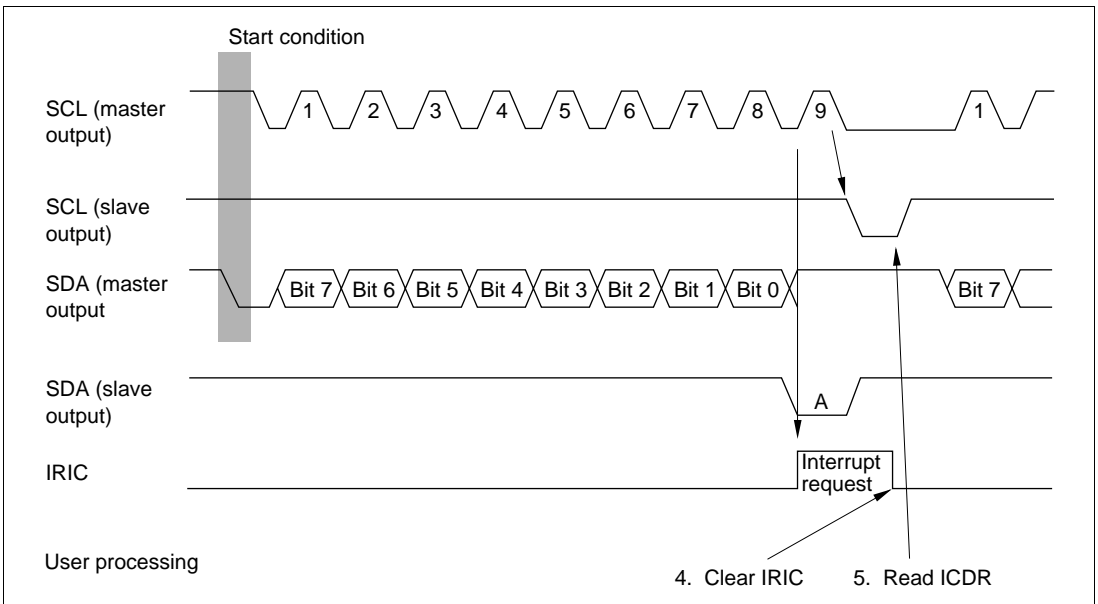 Start condition
SCL (master
output)
1 2 3 4 5 6 7 8 9 1
SCL (slave
output)
SDA (master
output
Bit 7 Bit 6 Bit 5 Bit 4 Bit 3 Bit 2 Bit 1 Bit 0 Bit 7
SDA (slave
output)
A
IRIC
Interrupt
request
User processing
4. Clear IRIC 5. Read ICDR